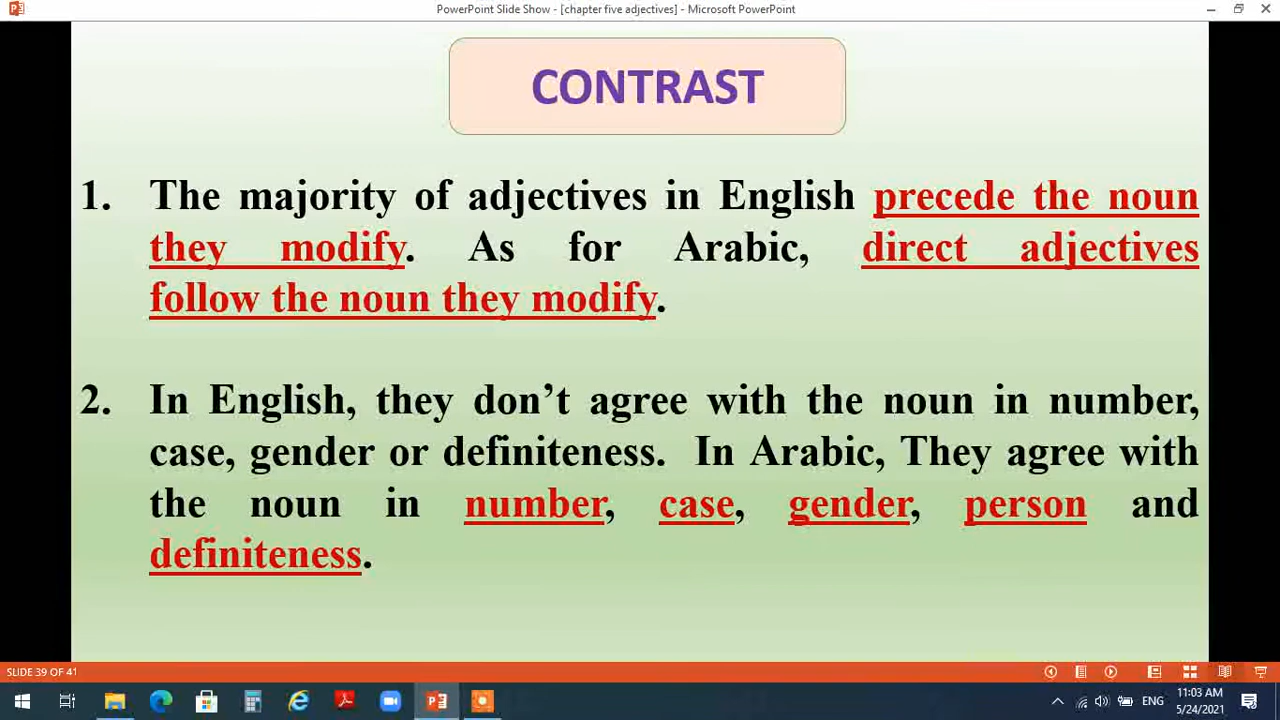 PowerPoint Slide Show - [chapter five adjectives] - Microsoft PowerPoint
CONTRAST
1. The majority of adjectives in English precede the noun
they modify. As for Arabic, direct adjectives
follow the noun they modify.
2. In English, they don’t agree with the noun in number,
case, gender or definiteness. In Arabic, They agree with
the noun in number, case, gender, person and
definiteness.
SLIDE 39 OF 41
ENG
11:03 AM
5/24/2021